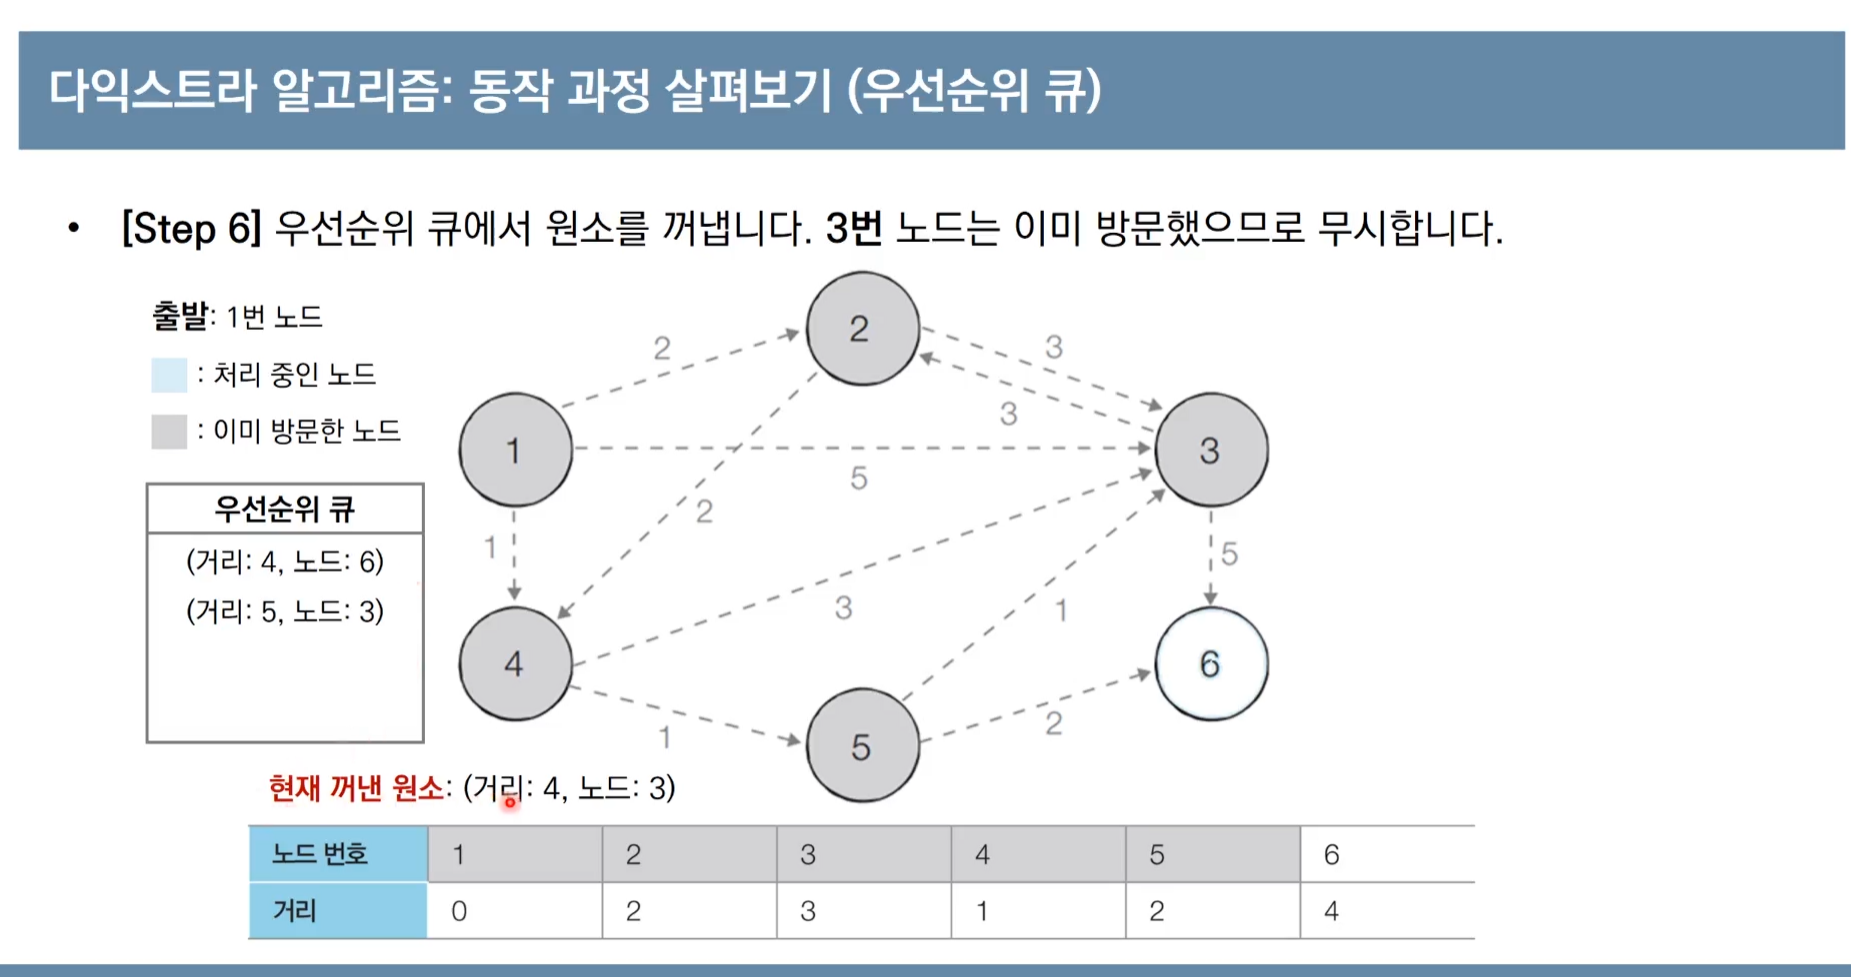 다익스트라 알고리즘: 동작 과정 살펴보기 (우선순위 큐)
• [Step 6] 우선순위 큐에서 원소를 꺼냅니다. 3번 노드는 이미 방문했으므로 무시합니다.
출발: 1번 노드
: 처리 중인 노드
: 이미 방문한 노드
우선순위 큐
(거리: 4, 노드: 6)
(거리: 5, 노드: 3)
2
2
3
3
1
3
5
2
1
5
3
1
4
6
2
1
5
현재 꺼낸 원소: (거리: 4, 노드: 3)
노드 번호 1 2 3 4 5 6
거리 0 2 3 1 2 4